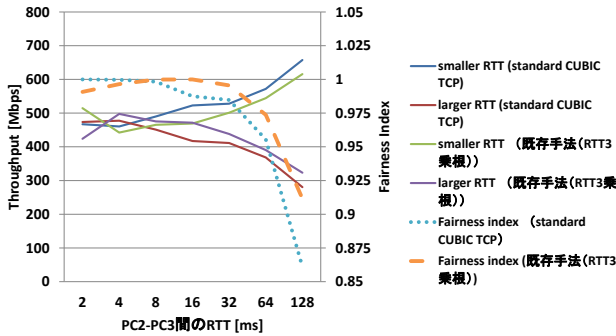 800
700
600
500
400
300
200
100
0
Throughput [Mbps]
1.05
1.025
1
0.975
0.95
0.925
0.9
0.875
0.85
Fairness Index
2 4 8 16 32 64 128
PC2-PC3間のRTT [ms]
smaller RTT (standard CUBIC
TCP)
larger RTT (standard CUBIC
TCP)
smaller RTT （既存手法（RTT3
乗根））
larger RTT （既存手法（RTT3乗
根））
Fairness index （standard
CUBIC TCP）
Fairness index (既存手法（RTT3
乗根））